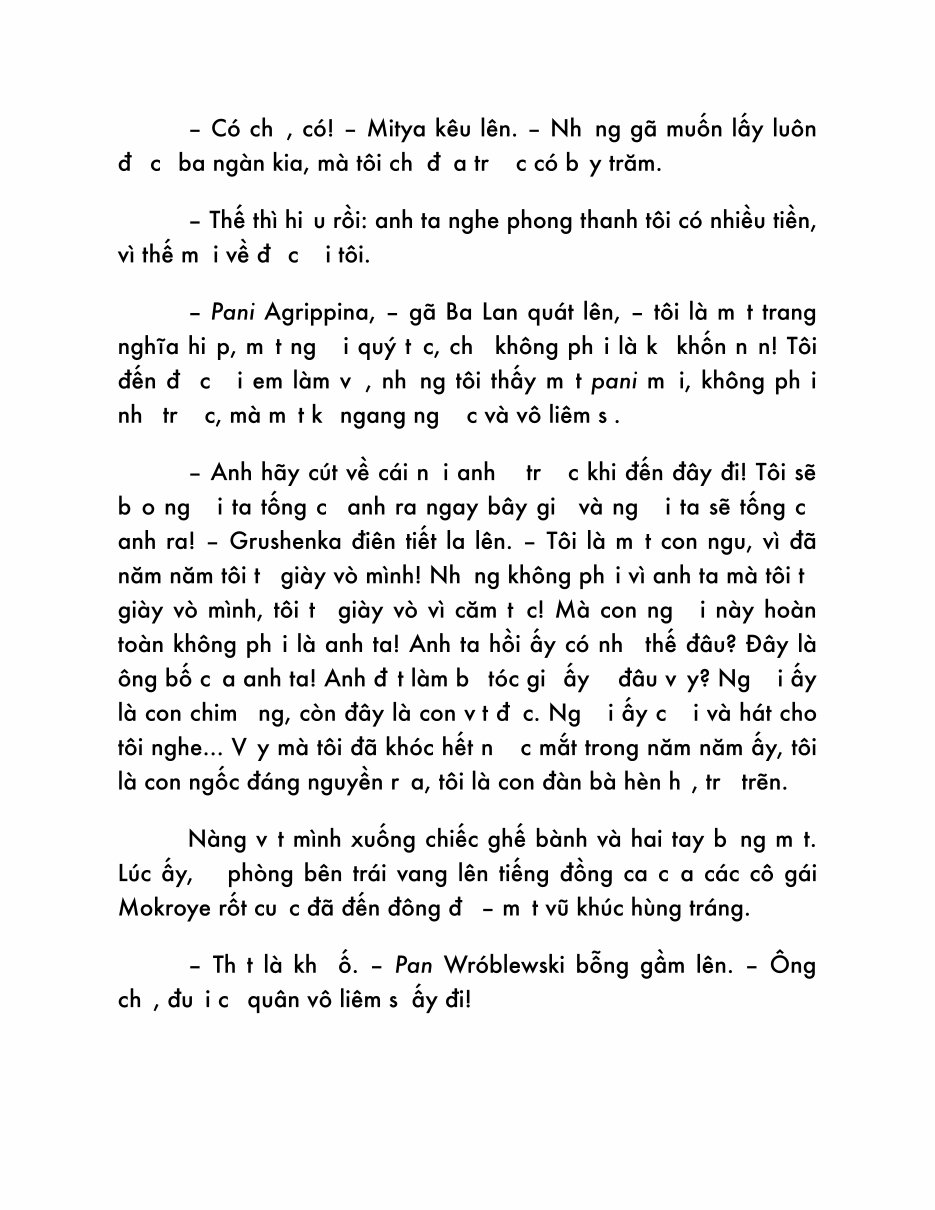 – Có ch , có! – Mitya kêu lên. – Nh ng gã muốn lấy luôn
đ c ba ngàn kia, mà tôi ch đ a tr c có b y trăm.
– Thế thì hi u rồi: anh ta nghe phong thanh tôi có nhiều tiền,
vì thế m i về đ c i tôi.
– Pani Agrippina, – gã Ba Lan quát lên, – tôi là m t trang
nghĩa hi p, m t ng i quý t c, ch không ph i là k khốn n n! Tôi
đến đ c i em làm v , nh ng tôi thấy m t pani m i, không ph i
nh tr c, mà m t k ngang ng c và vô liêm s .
– Anh hãy cút về cái n i anh tr c khi đến đây đi! Tôi sẽ
b o ng i ta tống c anh ra ngay bây gi và ng i ta sẽ tống c
anh ra! – Grushenka điên tiết la lên. – Tôi là m t con ngu, vì đã
năm năm tôi t giày vò mình! Nh ng không ph i vì anh ta mà tôi t
giày vò mình, tôi t giày vò vì căm t c! Mà con ng i này hoàn
toàn không ph i là anh ta! Anh ta hồi ấy có nh thế đâu? Đây là
ông bố c a anh ta! Anh đ t làm b tóc gi ấy đâu v y? Ng i ấy
là con chim ng, còn đây là con v t đ c. Ng i ấy c i và hát cho
tôi nghe... V y mà tôi đã khóc hết n c mắt trong năm năm ấy, tôi
là con ngốc đáng nguyền r a, tôi là con đàn bà hèn h , tr trẽn.
Nàng v t mình xuống chiếc ghế bành và hai tay b ng m t.
Lúc ấy, phòng bên trái vang lên tiếng đồng ca c a các cô gái
Mokroye rốt cu c đã đến đông đ – m t vũ khúc hùng tráng.
– Th t là kh ố. – Pan Wróblewski bỗng gầm lên. – Ông
ch , đu i c quân vô liêm s ấy đi!